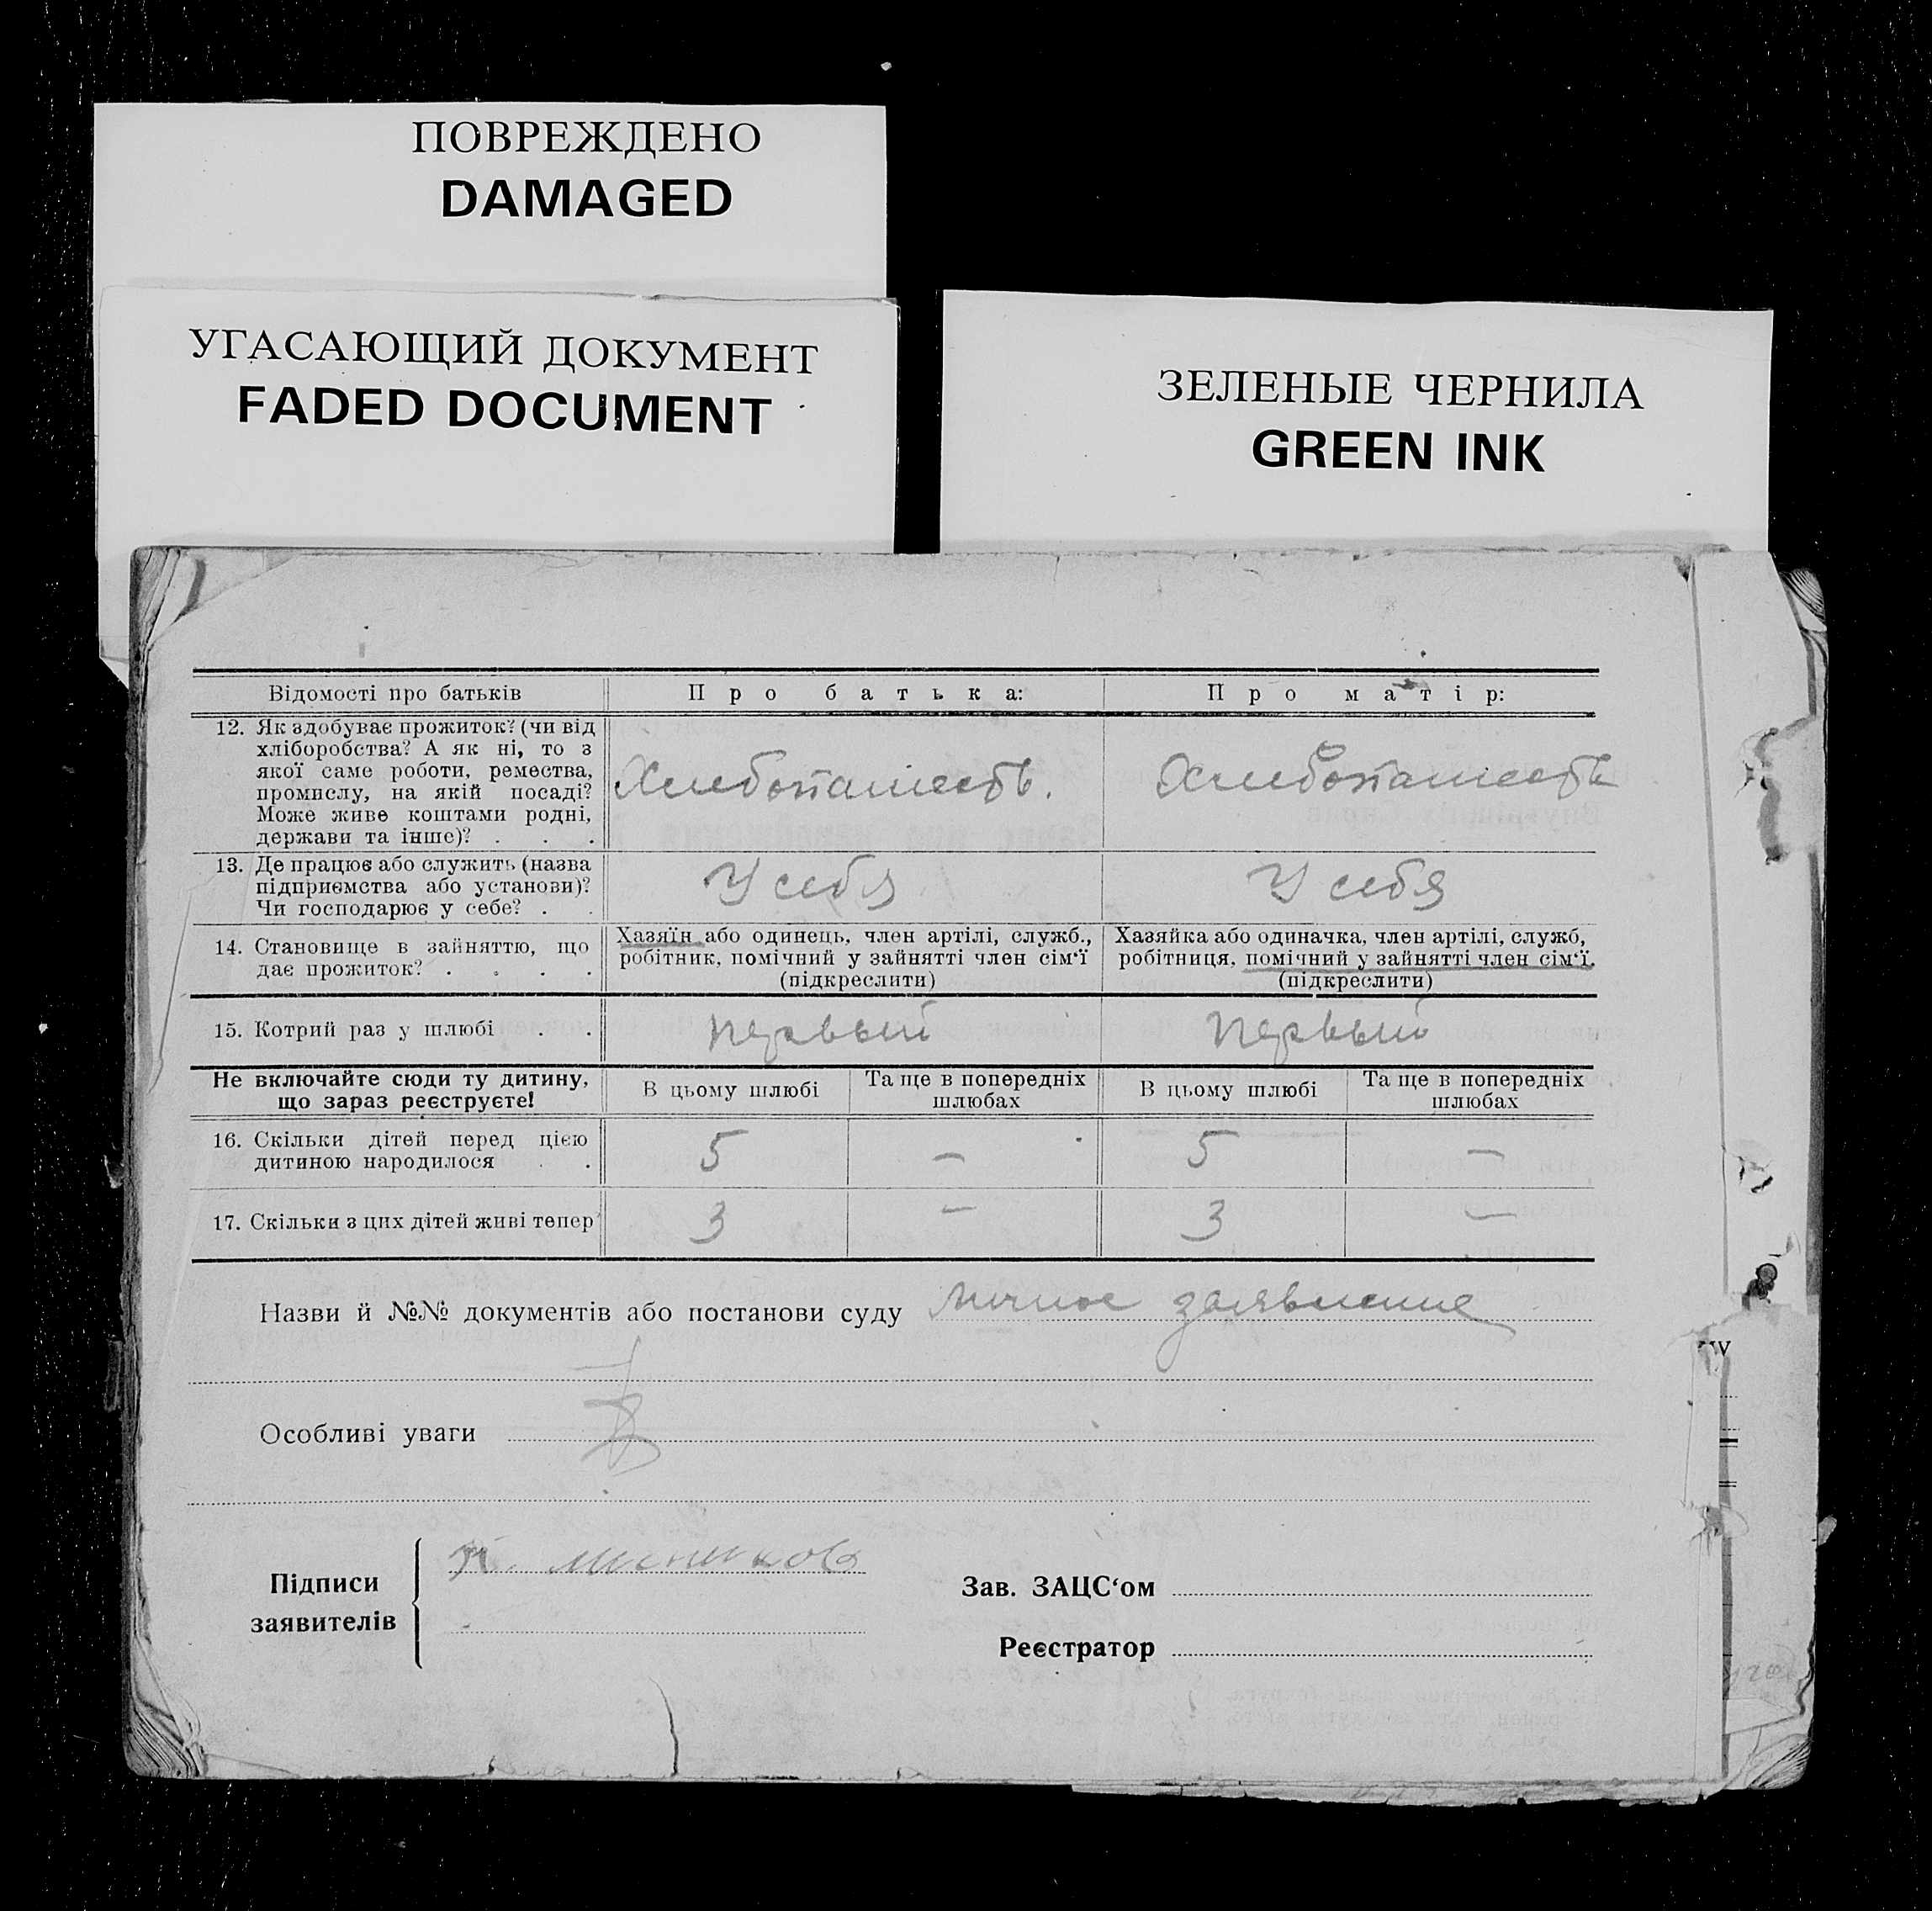 ПОВРЕЖДЕНО
DAMAGED
УГАСАЮЩИЙ ДОКУМЕНТ
FADED DOCUMENT
ЗЕЛЕНЫЕ ЧЕРНИЛА
GREEN INK
Відомості про батьків
Про батька:
Про матір:
12. Як здобуває прожиток? (чи від
хліборобства? А як ні, то з
якої саме роботи, ремества,
промислу, на якій посаді?
Може живе коштами родні,
держави та інше)? . . .
Хлебопашеств.
Хлебопашеств
13. Де працює або служить (назва
підприємства або установи)?
Чи господарює у себе? . .
У себя
У себя
14. Становище в зайняттю, що
дає прожиток? . . . .
Хазяїн або одинець, член артілі, служб.,
робітник, помічний у зайнятті член сім'ї
(підкреслити)
Хазяйка або одиначка, член артілі, служб,
робітниця, помічний у зайнятті член сім'ї.
(підкреслити)
15. Котрий раз у шлюбі . .
первый
первый
Не включайте сюди ту дитину,
що зараз реєструєте!
В цьому шлюбі
Та ще в попередніх
шлюбах
В цьому шлюбі
Та ще в попередніх
шлюбах
16. Скільки дітей перед цією
дитиною народилося . .
5
—
5
—
17. Скільки з цих дітей живі тепер
3
—
3
—
Назви й №№ документів або постанови суду личное заявление
Особливі уваги
Підписи
заявителів
Зав. ЗАЦС'ом
Реєстратор